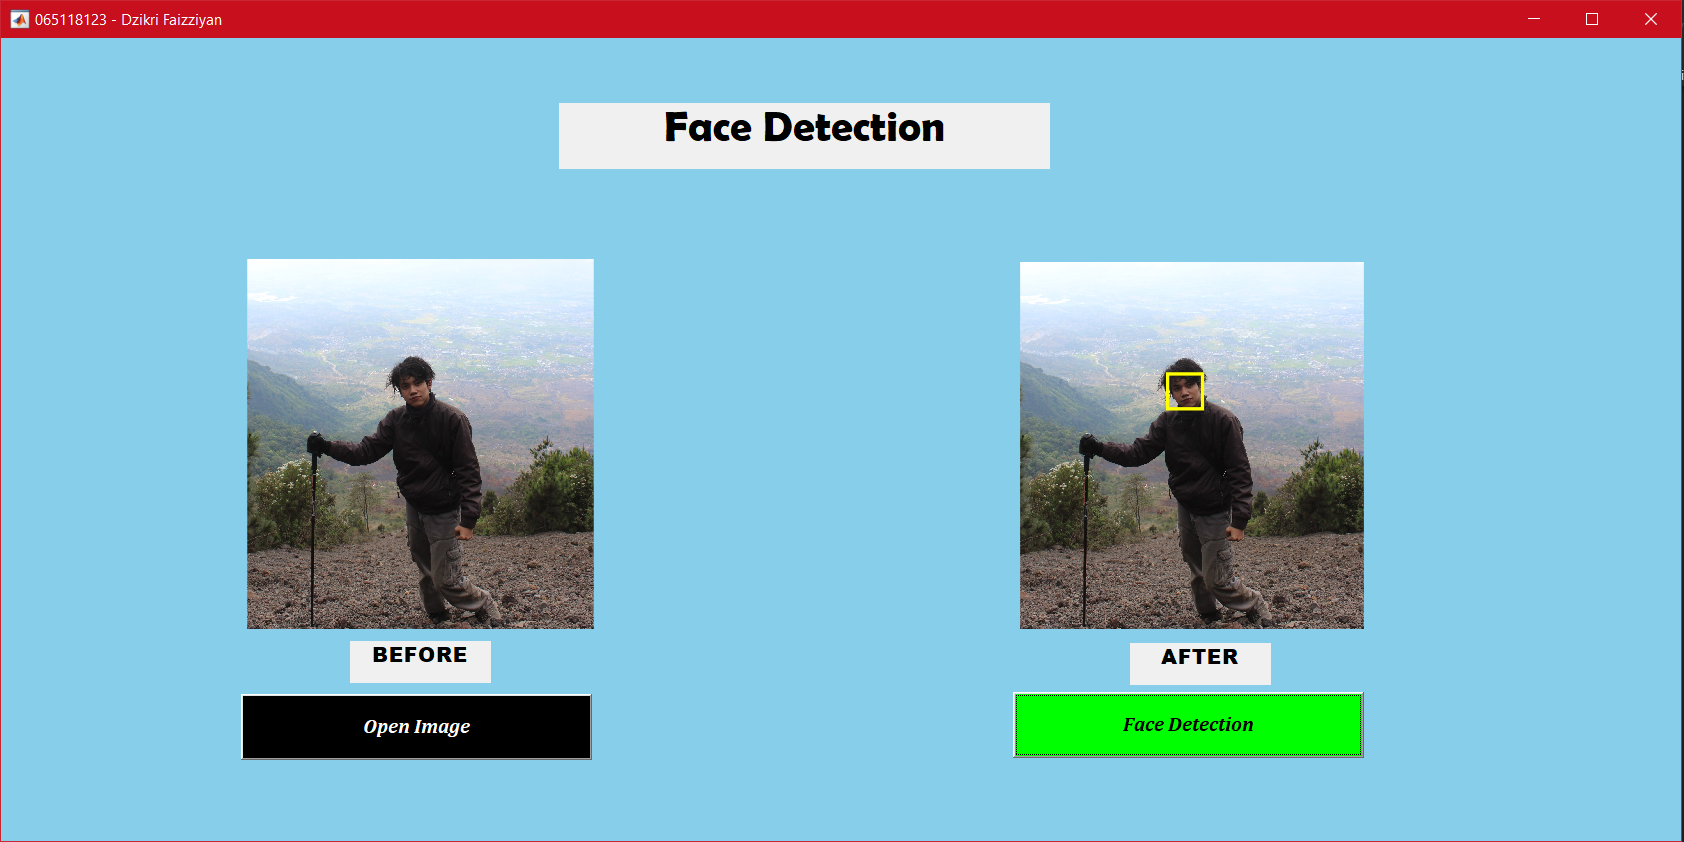 065118123 - Dzikri Faizziyan
Face Detection
BEFORE
AFTER
Open Image
Face Detection